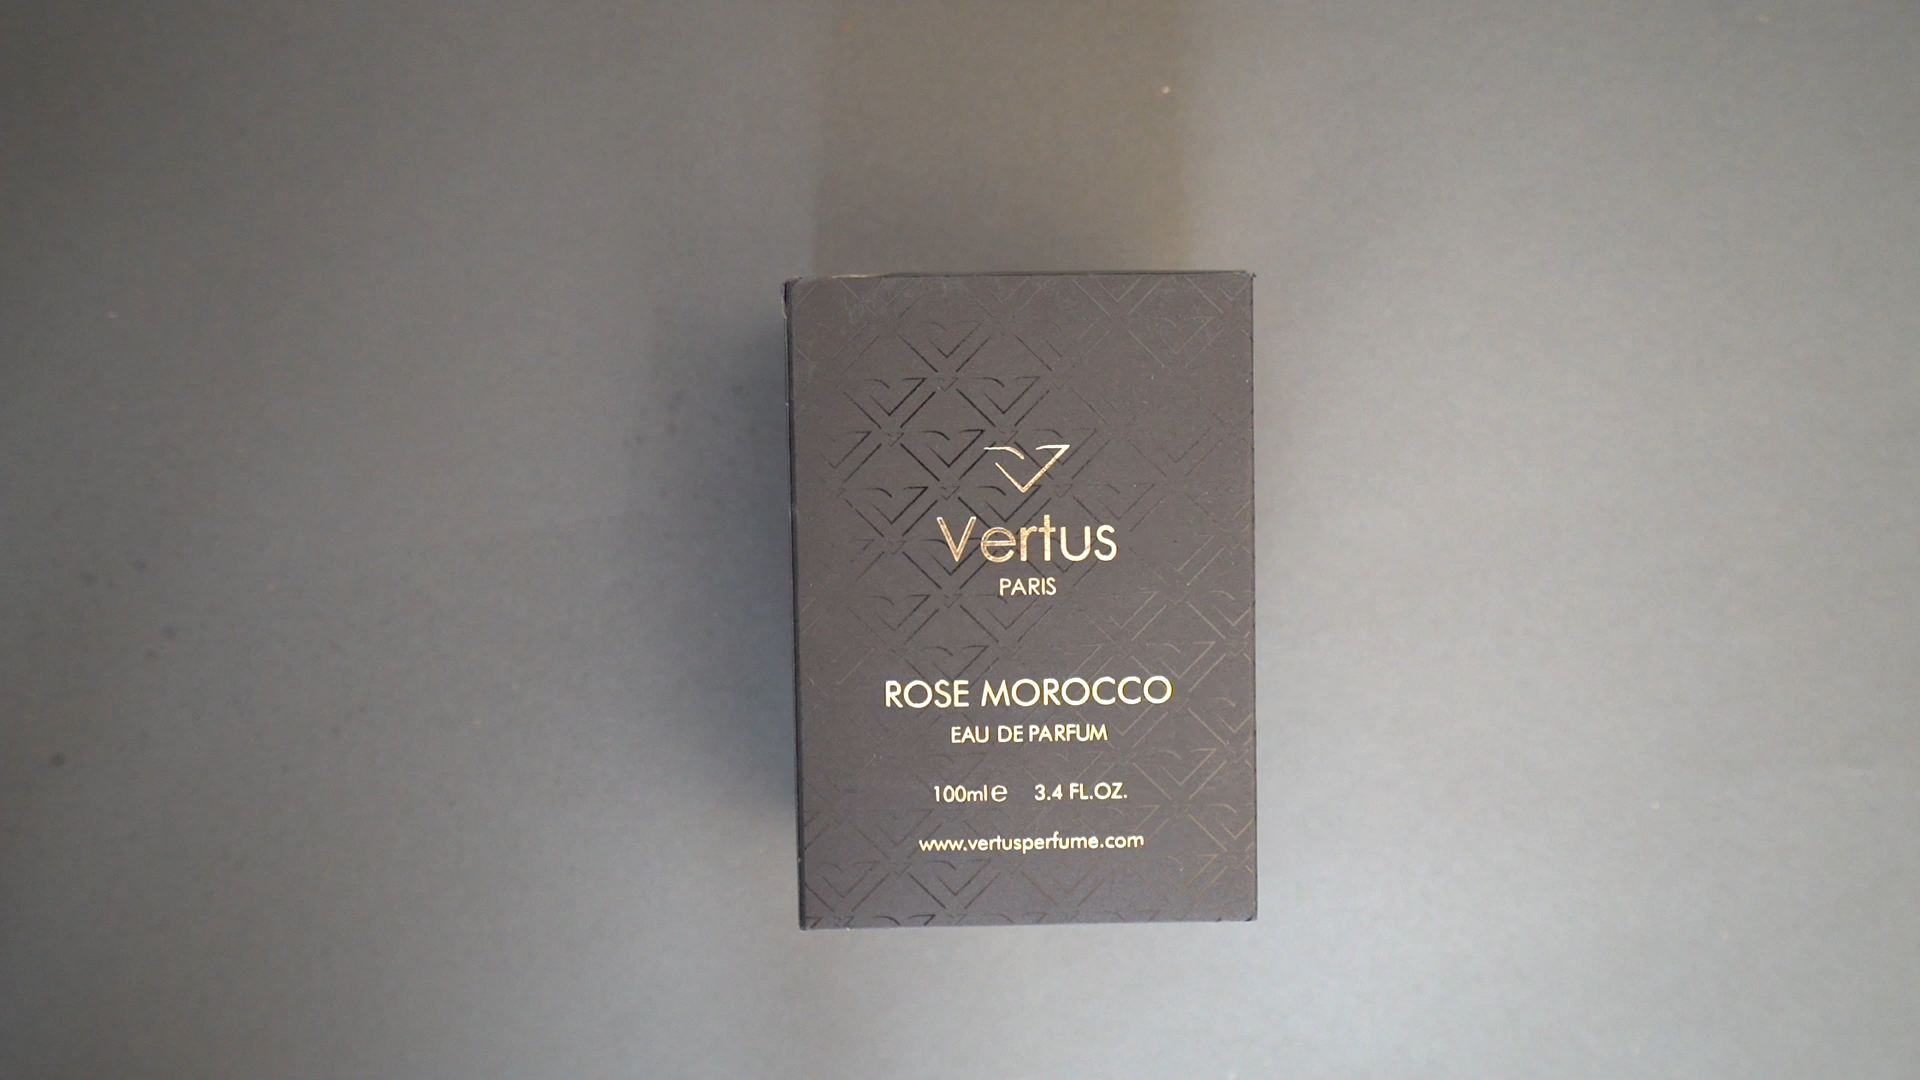 Vertus
PARIS
ROSE MOROCCO
EAU DE PARFUM
100ml e 3.4 FL.OZ.
www.vertusperfume.com